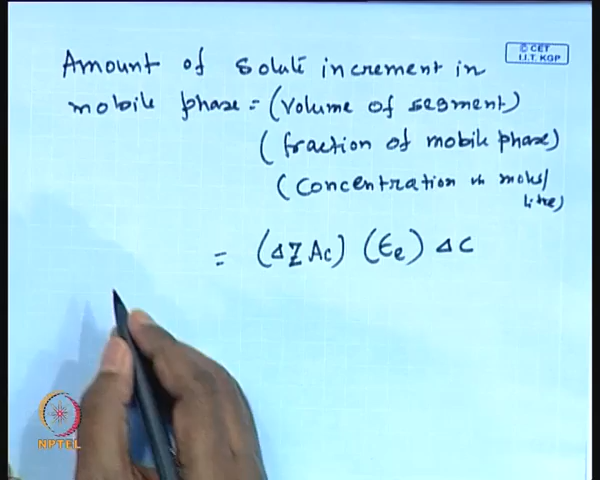 Amount of solute increment in
mobile phase = (volume of segment)
(fraction of mobile phase)
(concentration in moles/
litre)
= (ΔZ Ac) (Ee) ΔC
© CET
I.I.T. KGP
NPTEL